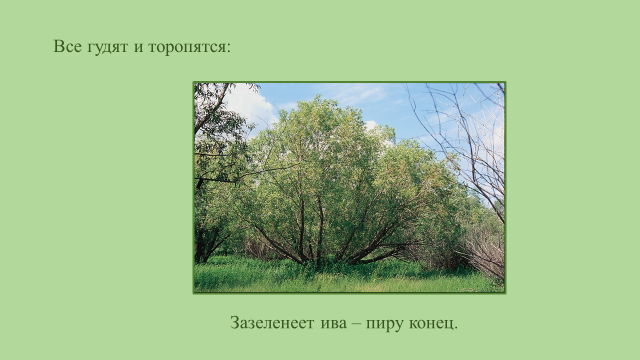 Все гудят и торопятся:
Зазеленеет ива – пиру конец.